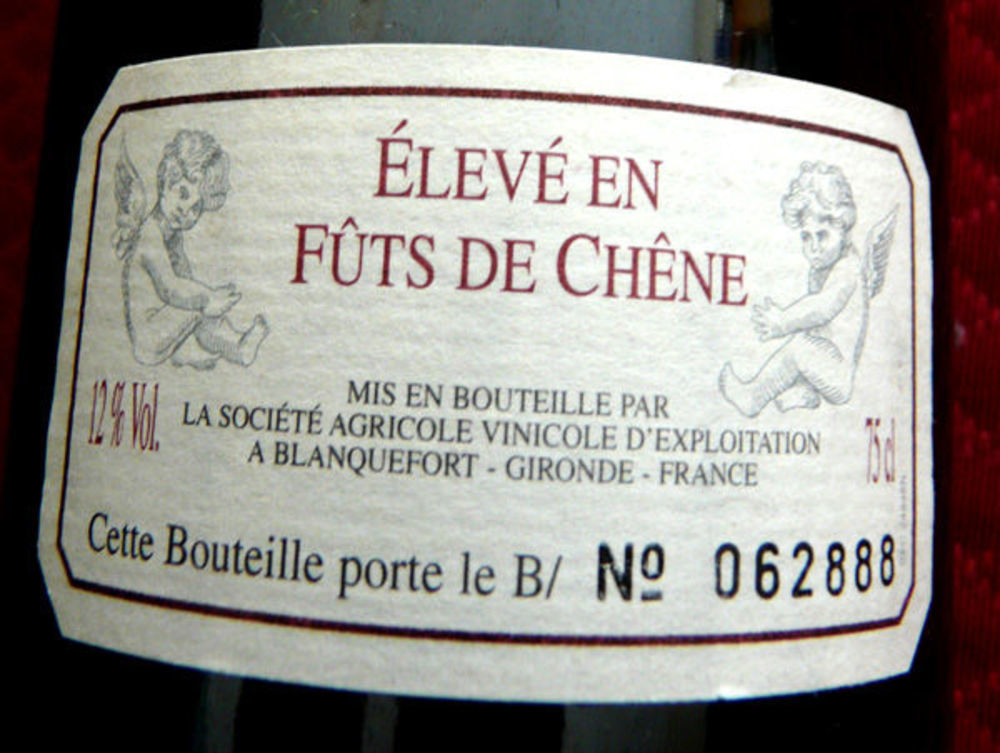 ÉLEVÉ EN
FÛTS DE CHÊNE
12 % Vol.
MIS EN BOUTEILLE PAR
LA SOCIÉTÉ AGRICOLE VINICOLE D'EXPLOITATION
A BLANQUEFORT - GIRONDE - FRANCE
75 cl
Cette Bouteille porte le B/ Nº 062888